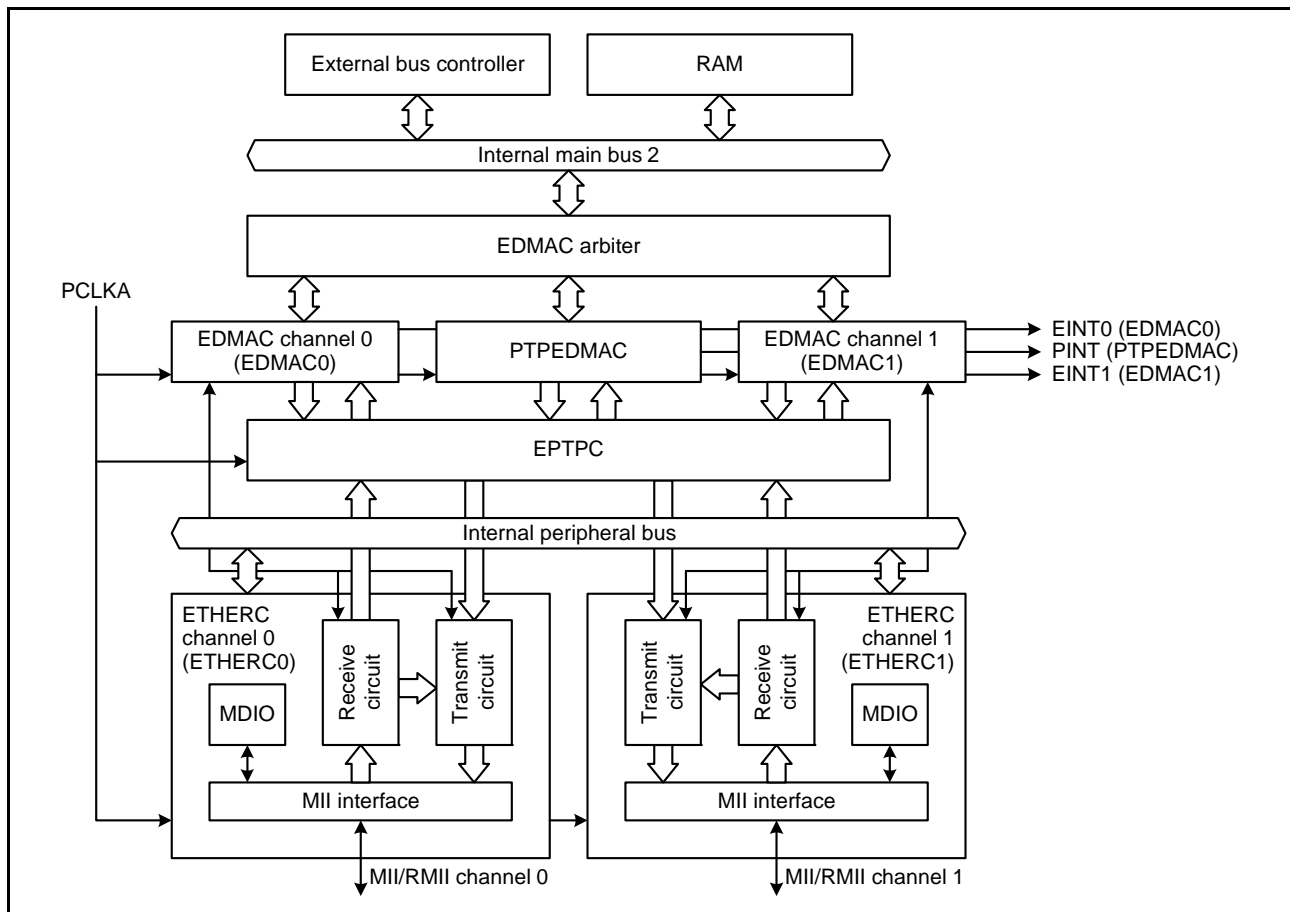 External bus controller
RAM
Internal main bus 2
EDMAC arbiter
PCLKA
EDMAC channel 0
(EDMAC0)
PTPEDMAC
EDMAC channel 1
(EDMAC1)
EINT0 (EDMAC0)
PINT (PTPEDMAC)
EINT1 (EDMAC1)
EPTPC
Internal peripheral bus
ETHERC
channel 0
(ETHERC0)
MDIO
Receive
circuit
Transmit
circuit
MII interface
MII/RMII channel 0
Transmit
circuit
Receive
circuit
ETHERC
channel 1
(ETHERC1)
MDIO
MII interface
MII/RMII channel 1